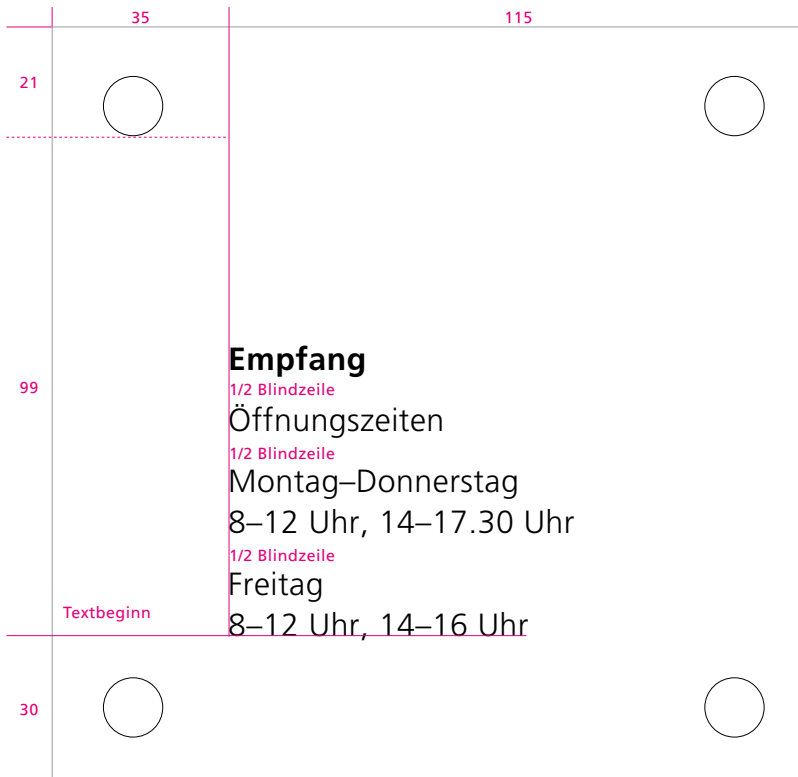 35
115
21
Empfang
1/2 Blindzeile
99
Öffnungszeiten
1/2 Blindzeile
Montag–Donnerstag
8–12 Uhr, 14–17.30 Uhr
1/2 Blindzeile
Freitag
Textbeginn
8–12 Uhr, 14–16 Uhr
30